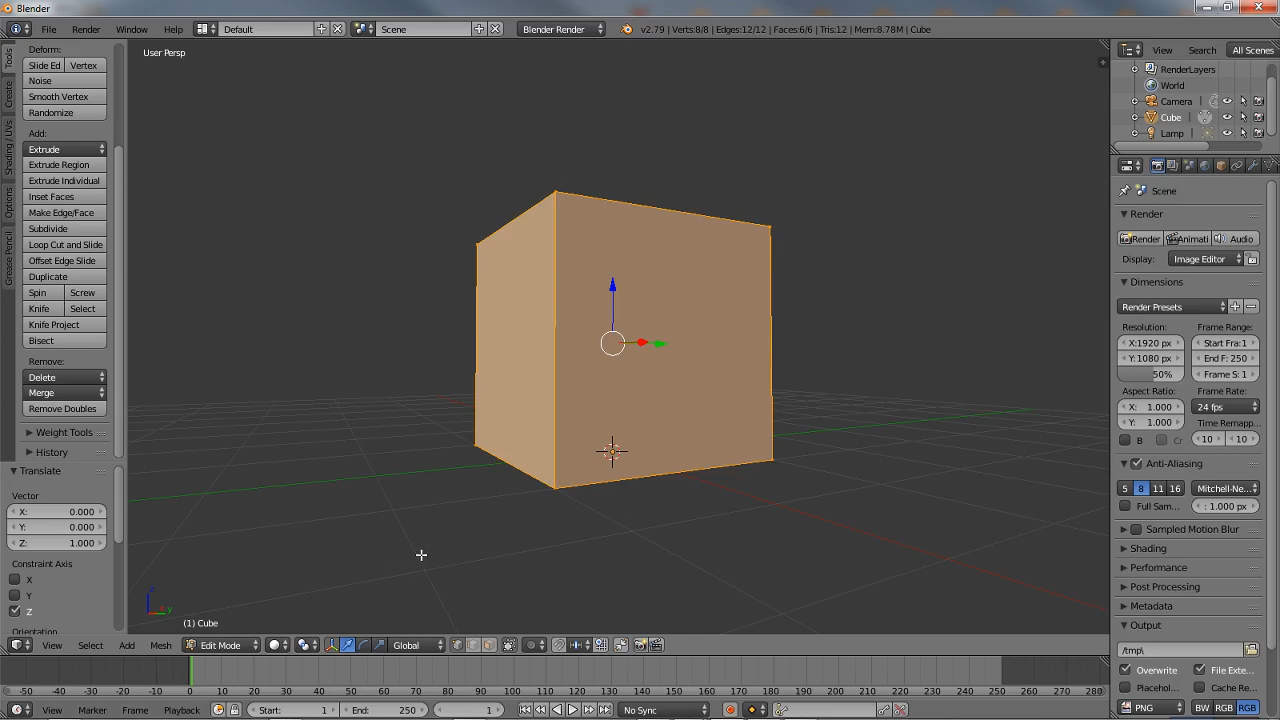 Blender
File Render Window Help Default Scene Blender Render v2.79 | Verts:8/8 | Edges:12/12 | Faces:6/6 | Tris:12 | Mem:8.78M | Cube
User Persp
Tools
Create
Shading / UVs
Options
Grease Pencil
Deform:
Slide Ed Vertex
Noise
Smooth Vertex
Randomize
Add:
Extrude
Extrude Region
Extrude Individual
Inset Faces
Make Edge/Face
Subdivide
Loop Cut and Slide
Offset Edge Slide
Duplicate
Spin Screw
Knife Select
Knife Project
Bisect
Remove:
Delete
Merge
Remove Doubles
Weight Tools
History
Translate
Vector
X: 0.000
Y: 0.000
Z: 1.000
Constraint Axis
X
Y
Z
Orientation
z
y
(1) Cube
View Select Add Mesh Edit Mode Global
-50 -40 -30 -20 -10 0 10 20 30 40 50 60 70 80 90 100 110 120 130 140 150 160 170 180 190 200 210 220 230 240 250 260 270 280
View Marker Frame Playback Start: 1 End: 250 1 No Sync
View Search All Scenes
RenderLayers
World
Camera
Cube
Lamp
Scene
Render
Render Animati Audio
Display: Image Editor
Dimensions
Render Presets
Resolution: Frame Range:
X:1920 px Start Fra:1
Y:1080 px End F: 250
50% Frame S: 1
Aspect Ratio: Frame Rate:
X: 1.000 24 fps
Y: 1.000 Time Remapp...
B Cr 10 10
Anti-Aliasing
5 8 11 16 Mitchell-Ne...
Full Sam... : 1.000 px
Sampled Motion Blur
Shading
Performance
Post Processing
Metadata
Output
/tmp\
Overwrite File Exte...
Placehol... Cache Re...
PNG BW RGB RGB